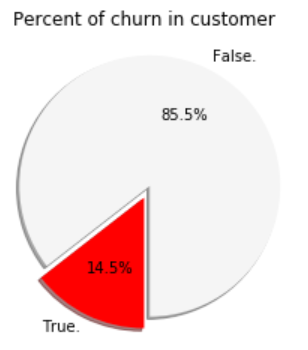 Percent of churn in customer
False.
85.5%
14.5%
True.